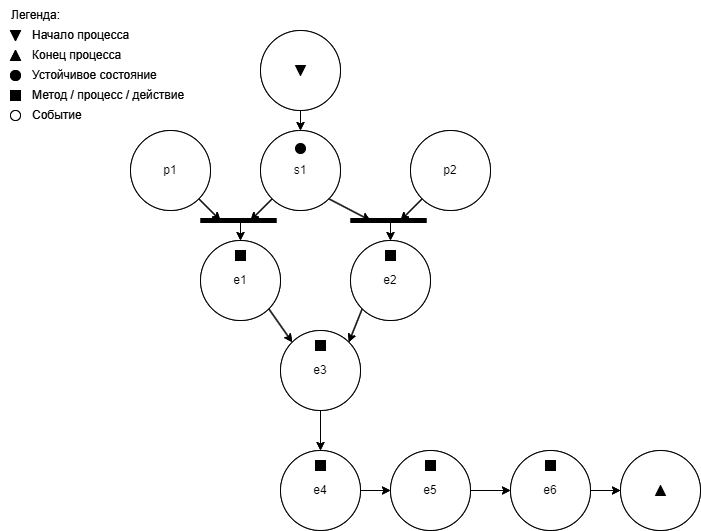 Легенда:
Начало процесса
Конец процесса
Устойчивое состояние
Метод / процесс / действие
Событие
p1
s1
p2
e1
e2
e3
e4
e5
e6